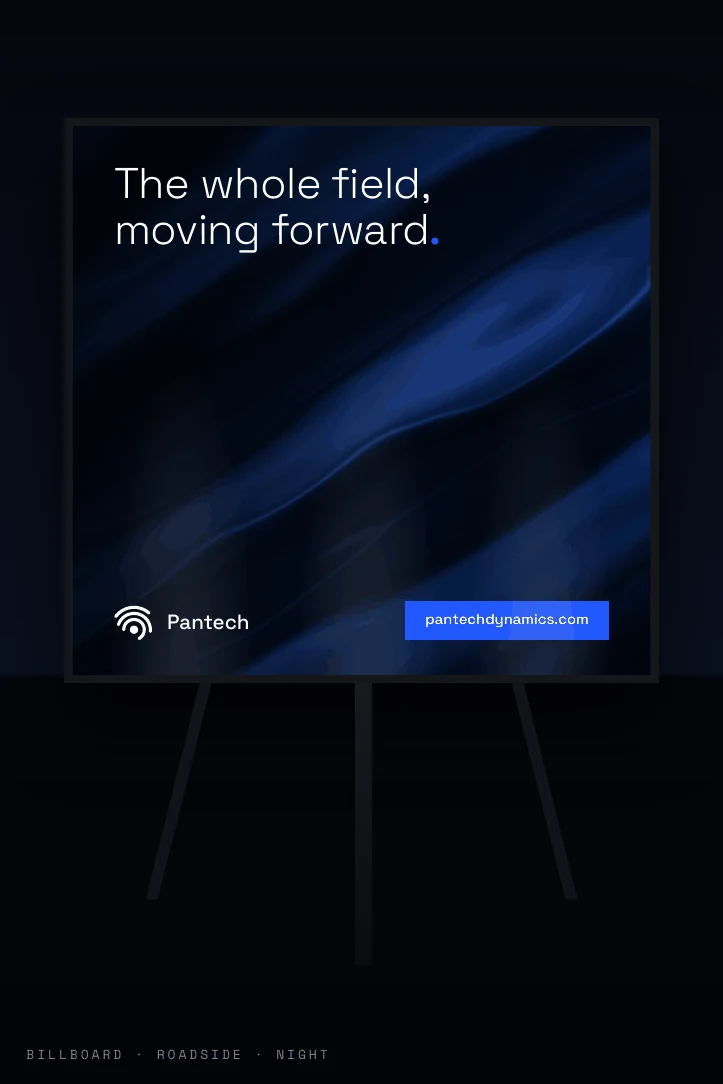 The whole field,
moving forward.
Pantech
pantechdynamics.com
BILLBOARD · ROADSIDE · NIGHT